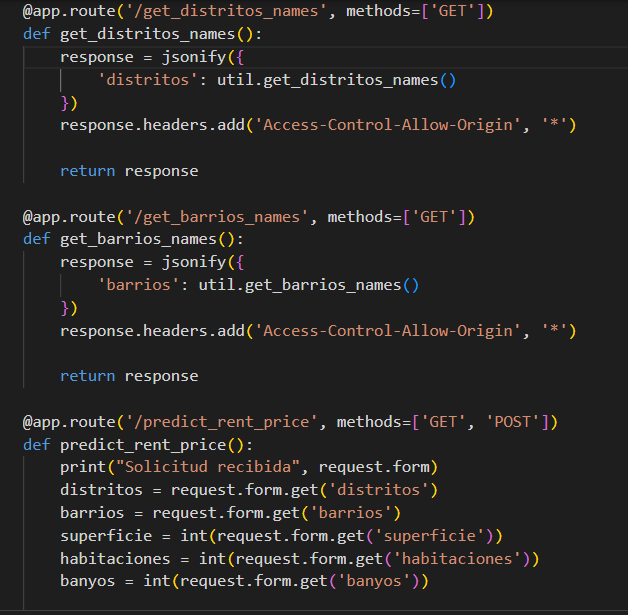 @app.route('/get_distritos_names', methods=['GET'])
def get_distritos_names():
    response = jsonify({
        'distritos': util.get_distritos_names()
    })
    response.headers.add('Access-Control-Allow-Origin', '*')
    return response
@app.route('/get_barrios_names', methods=['GET'])
def get_barrios_names():
    response = jsonify({
        'barrios': util.get_barrios_names()
    })
    response.headers.add('Access-Control-Allow-Origin', '*')
    return response
@app.route('/predict_rent_price', methods=['GET', 'POST'])
def predict_rent_price():
    print("Solicitud recibida", request.form)
    distritos = request.form.get('distritos')
    barrios = request.form.get('barrios')
    superficie = int(request.form.get('superficie'))
    habitaciones = int(request.form.get('habitaciones'))
    banyos = int(request.form.get('banyos'))